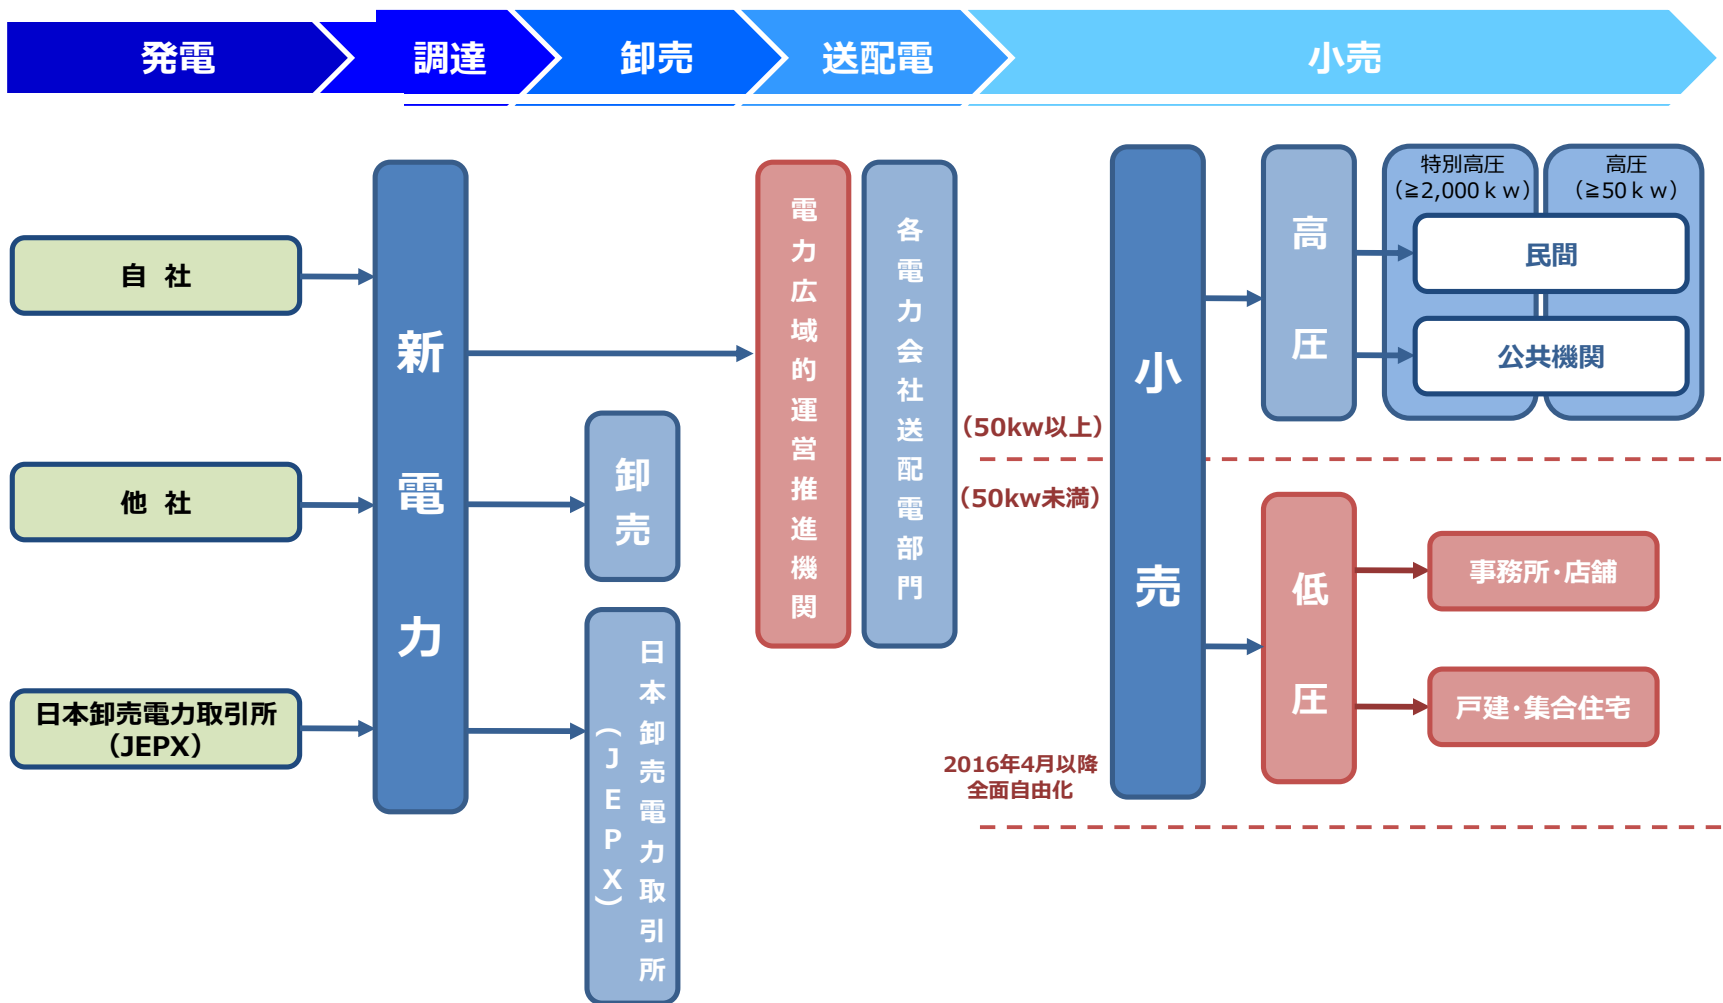 発電
調達
卸売
送配電
小売
自 社
他 社
日本卸売電力取引所
（JEPX）
新電力
卸売
日本卸売電力取引所
（JEPX）
電力広域的運営推進機関
各電力会社送配電部門
（50kw以上）
（50kw未満）
2016年4月以降
全面自由化
小売
高圧
特別高圧
（≧2,000ｋｗ）
高圧
（≧50ｋｗ）
民間
公共機関
低圧
事務所・店舗
戸建・集合住宅